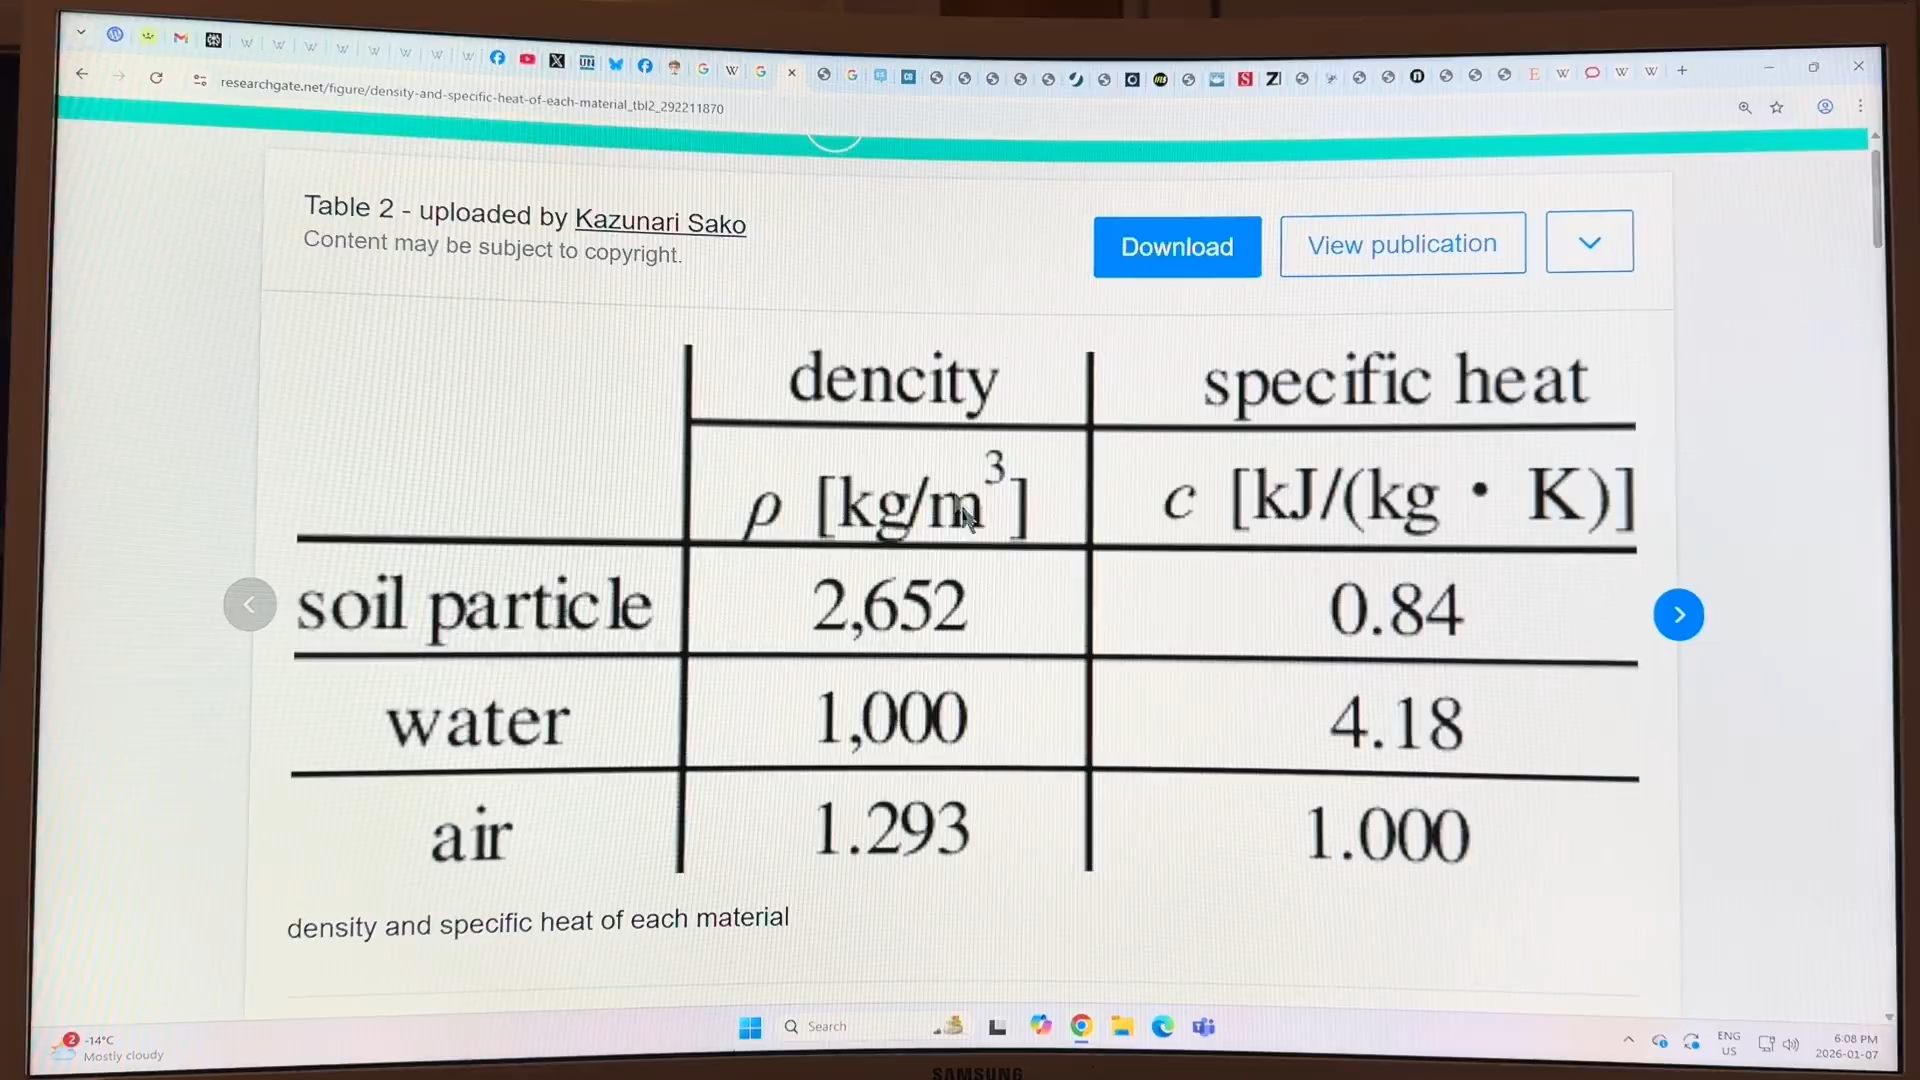 researchgate.net/figure/density-and-specific-heat-of-each-material_tbl2_292211870
Table 2 - uploaded by Kazunari Sako
Content may be subject to copyright.
Download
View publication
dencity
specific heat
ρ [kg/m³]
c [kJ/(kg・K)]
soil particle 2,652 0.84
water 1,000 4.18
air 1.293 1.000
density and specific heat of each material
2
-14°C
Mostly cloudy
Search
ENG
US
6:08 PM
2026-01-07
SAMSUNG